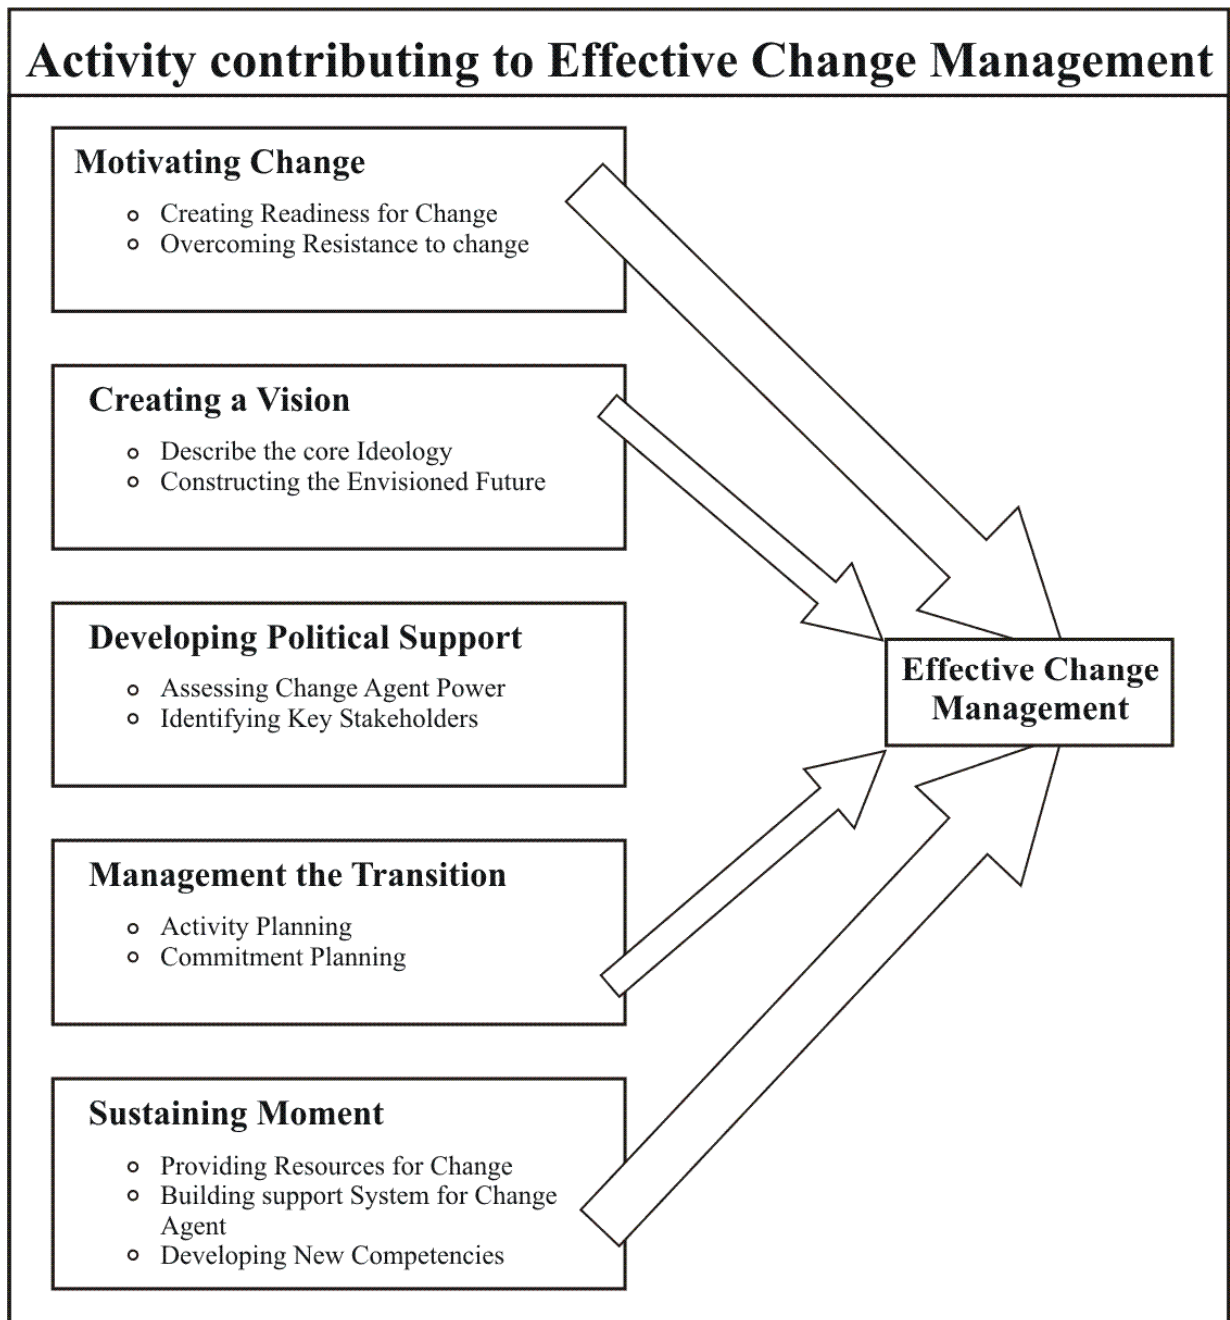 Activity contributing to Effective Change Management
Motivating Change
Creating Readiness for Change
Overcoming Resistance to change
Creating a Vision
Describe the core Ideology
Constructing the Envisioned Future
Developing Political Support
Assessing Change Agent Power
Identifying Key Stakeholders
Management the Transition
Activity Planning
Commitment Planning
Sustaining Moment
Providing Resources for Change
Building support System for Change
Agent
Developing New Competencies
Effective Change
Management